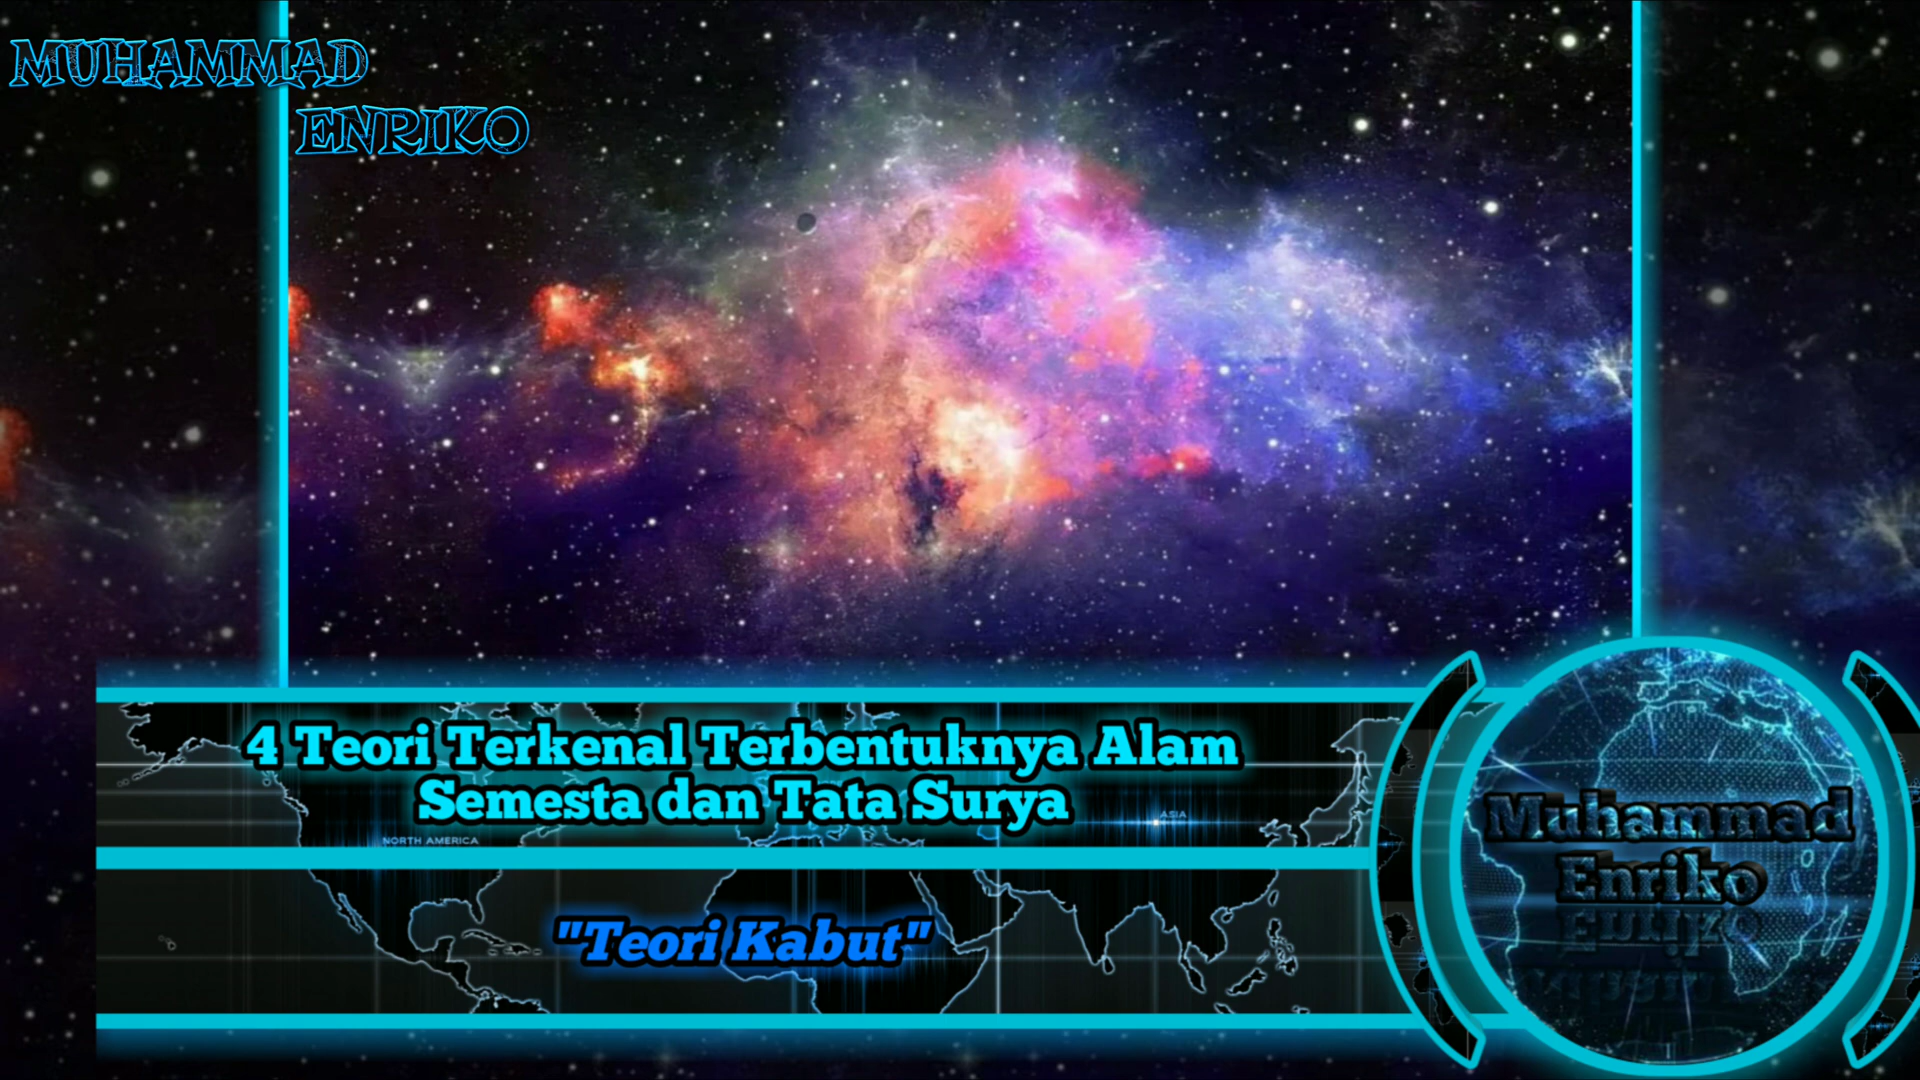 MUHAMMAD
ENRIKO
4 Teori Terkenal Terbentuknya Alam
Semesta dan Tata Surya
NORTH AMERICA
ASIA
"Teori Kabut"
Muhammad
Enriko